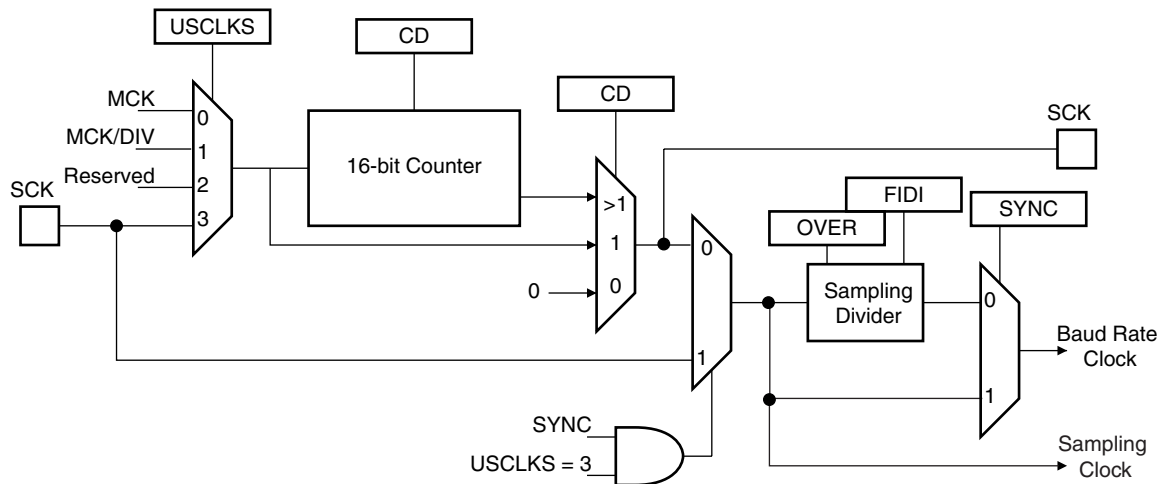 USCLKS
CD
CD
MCK
0
MCK/DIV
1
Reserved
2
SCK
3
16-bit Counter
>1
1
0
0
SCK
FIDI
OVER
SYNC
0
1
Sampling
Divider
0
1
Baud Rate
Clock
SYNC
USCLKS = 3
Sampling
Clock